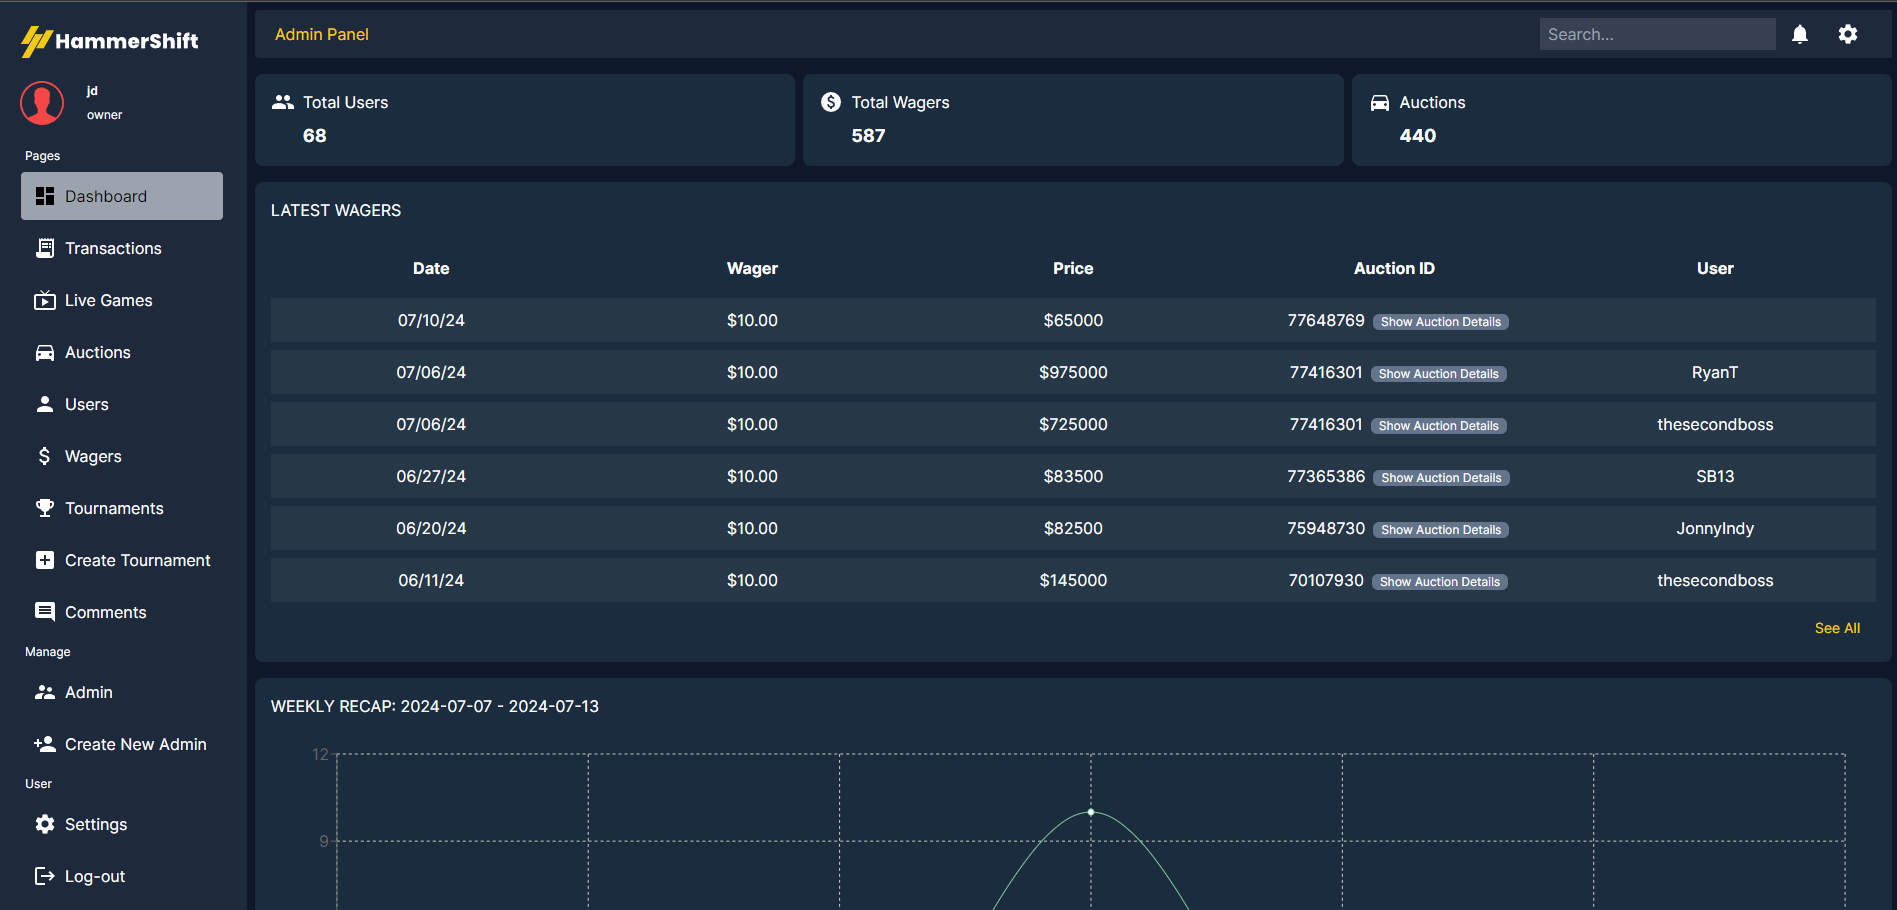 HammerShift
jd
owner
Pages
Dashboard
Transactions
Live Games
Auctions
Users
Wagers
Tournaments
Create Tournament
Comments
Manage
Admin
Create New Admin
User
Settings
Log-out
Admin Panel
Search...
Total Users
68
Total Wagers
587
Auctions
440
LATEST WAGERS
Date Wager Price Auction ID User
07/10/24 $10.00 $65000 77648769 Show Auction Details
07/06/24 $10.00 $975000 77416301 Show Auction Details RyanT
07/06/24 $10.00 $725000 77416301 Show Auction Details thesecondboss
06/27/24 $10.00 $83500 77365386 Show Auction Details SB13
06/20/24 $10.00 $82500 75948730 Show Auction Details JonnyIndy
06/11/24 $10.00 $145000 70107930 Show Auction Details thesecondboss
See All
WEEKLY RECAP: 2024-07-07 - 2024-07-13
12
9